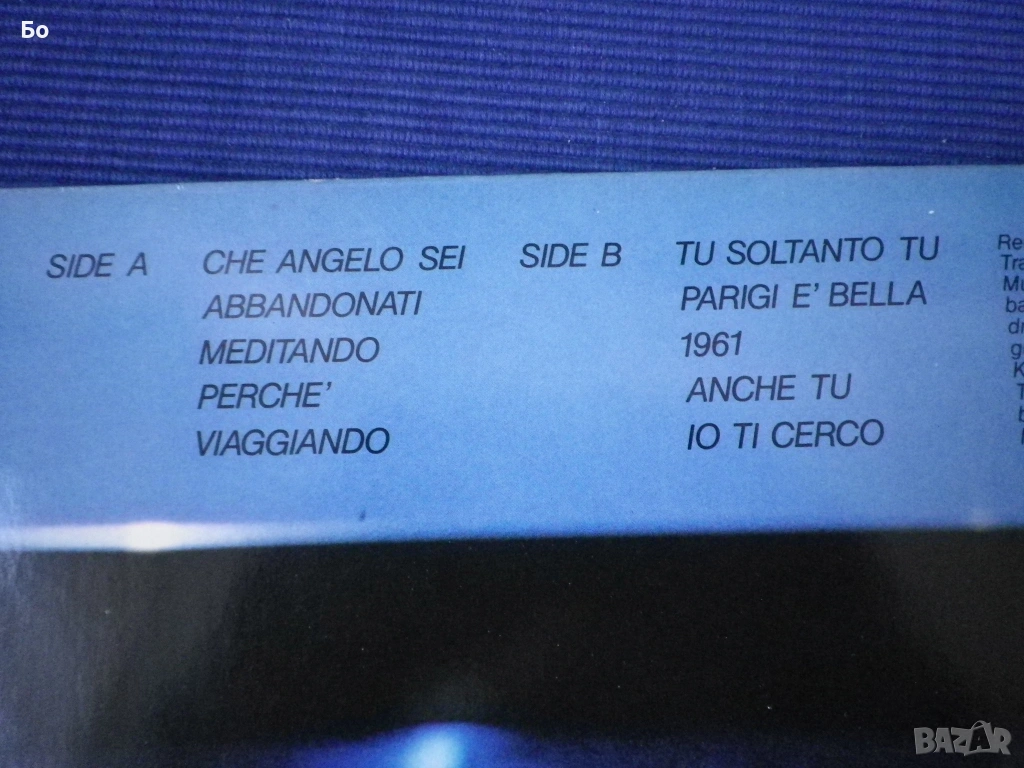 Бо
SIDE A
CHE ANGELO SEI
ABBANDONATI
MEDITANDO
PERCHE'
VIAGGIANDO
SIDE B
TU SOLTANTO TU
PARIGI E' BELLA
1961
ANCHE TU
IO TI CERCO
BAZAR